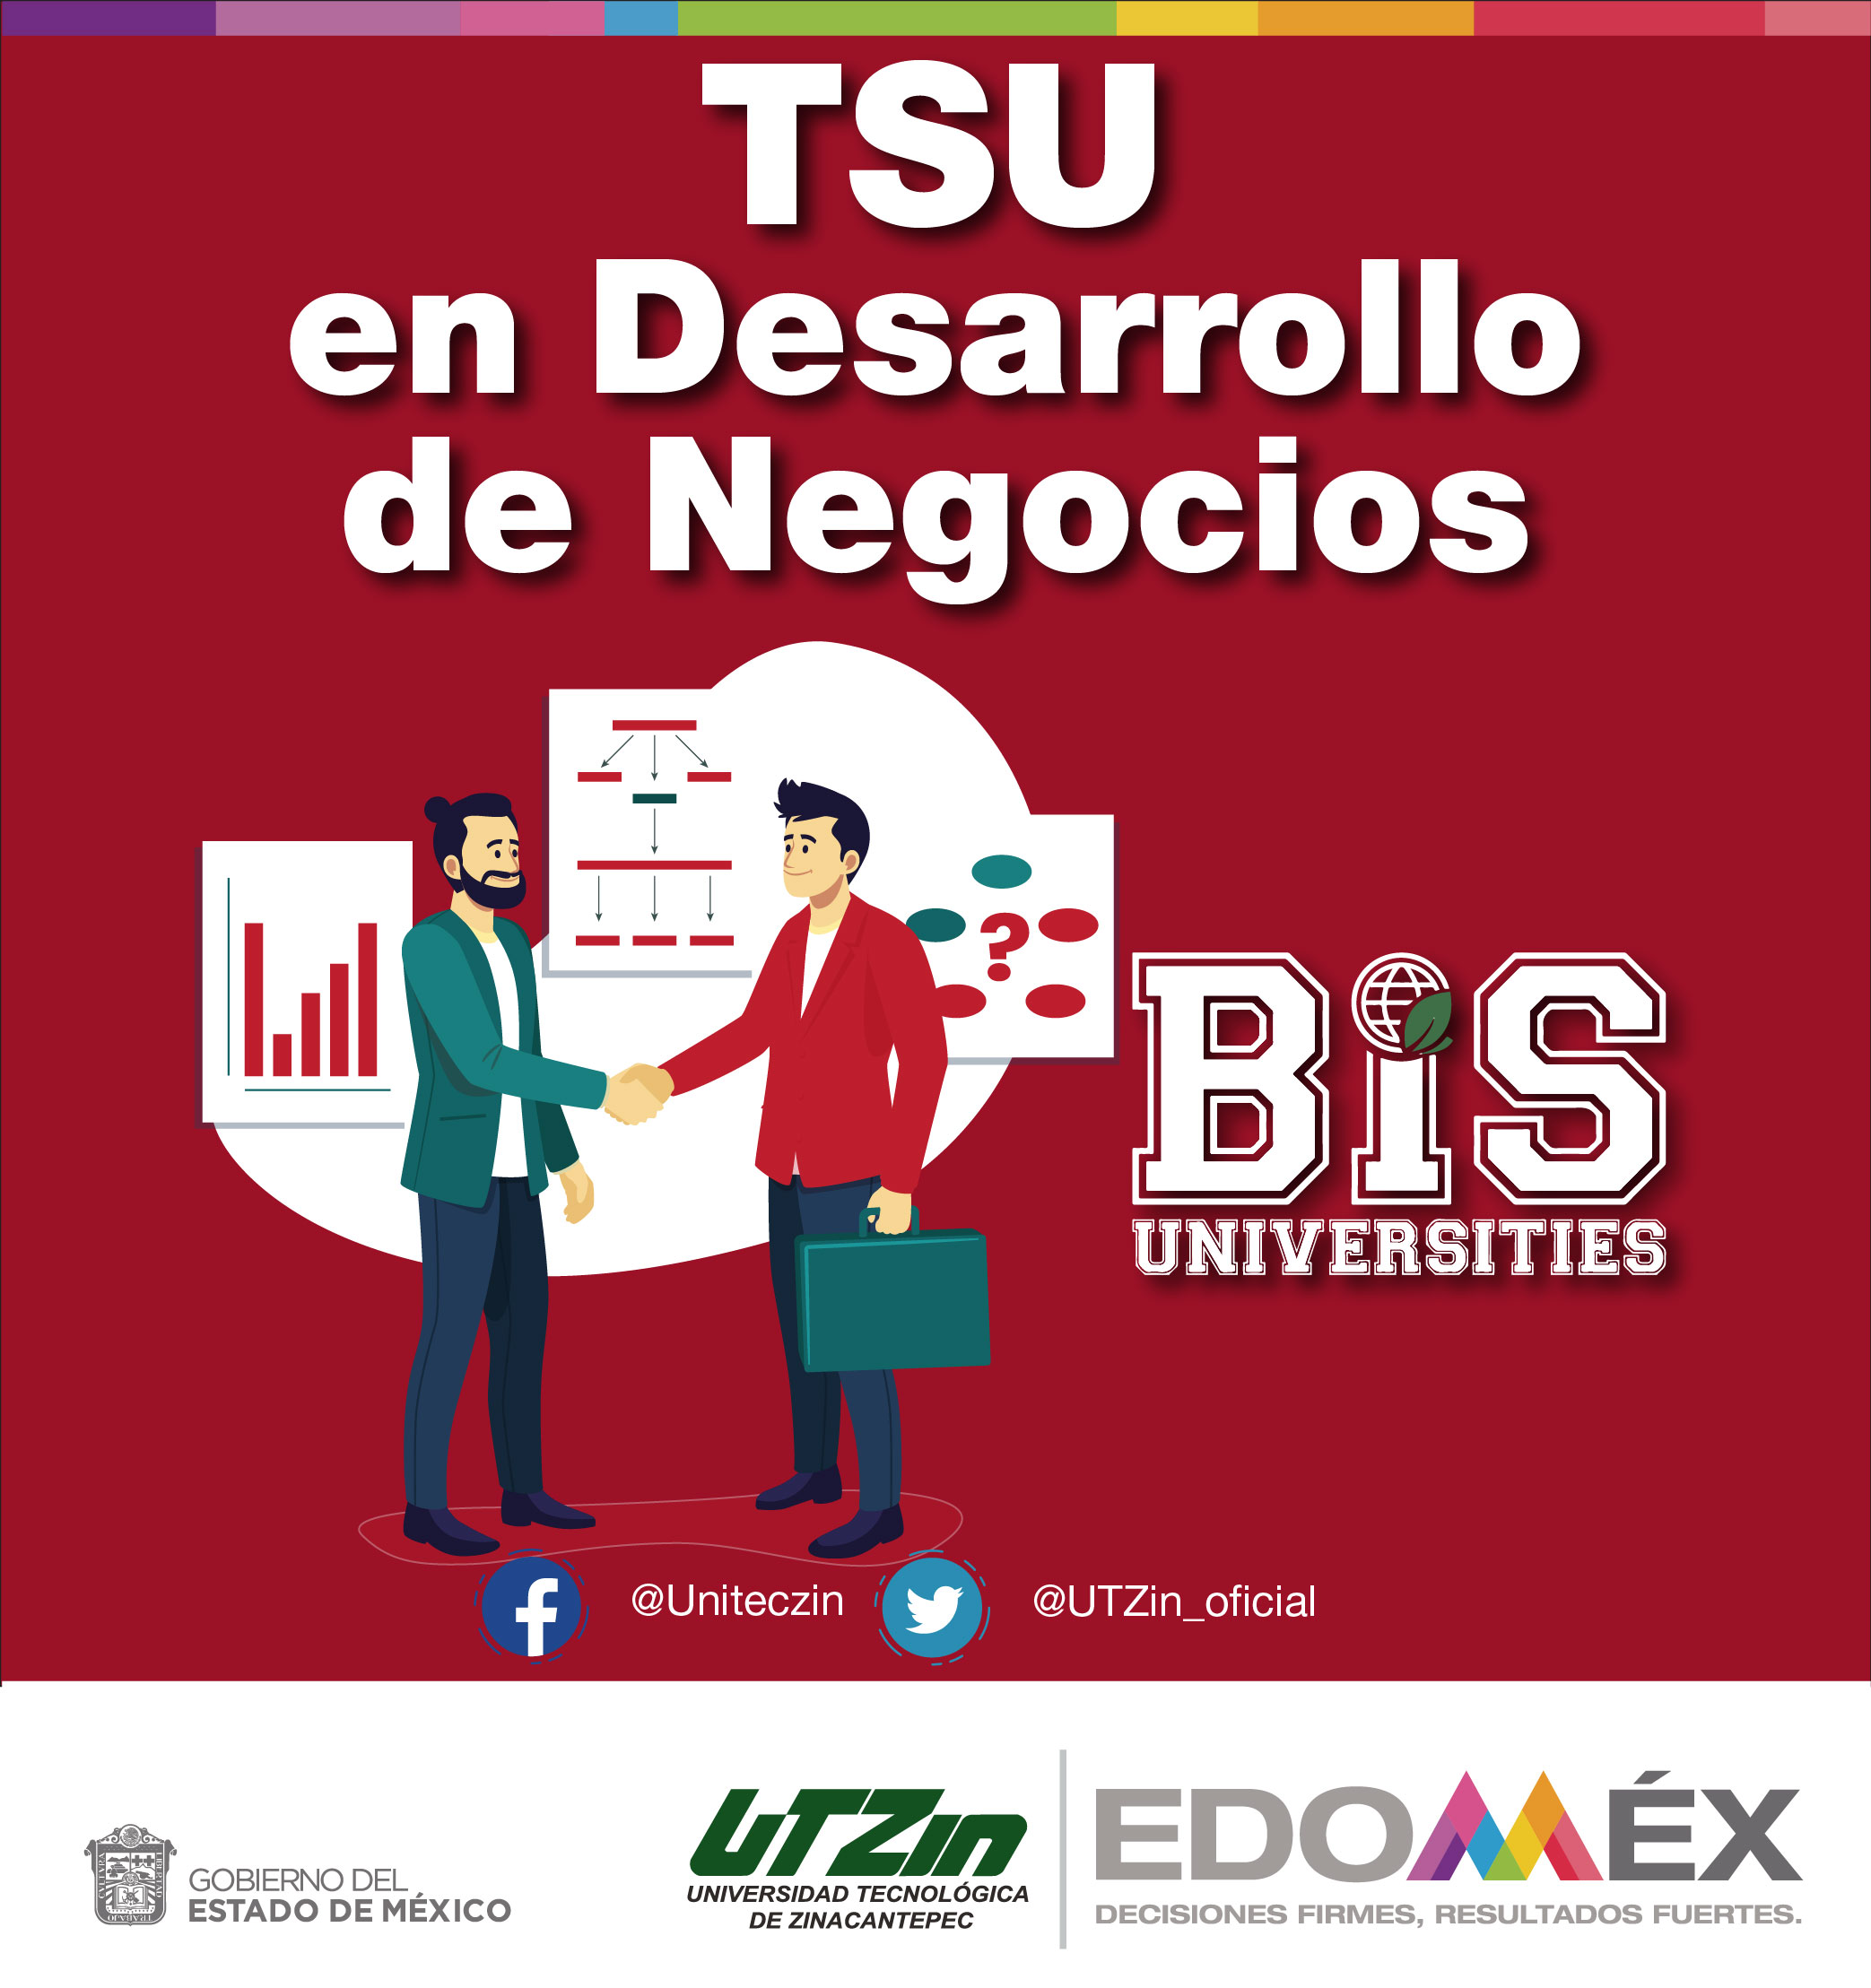 TSU
en Desarrollo
de Negocios
?
BiS
UNIVERSITIES
@Uniteczin
@UTZin_oficial
GOBIERNO DEL
ESTADO DE MÉXICO
UTZin
UNIVERSIDAD TECNOLÓGICA
DE ZINACANTEPEC
EDOMÉX
DECISIONES FIRMES, RESULTADOS FUERTES.